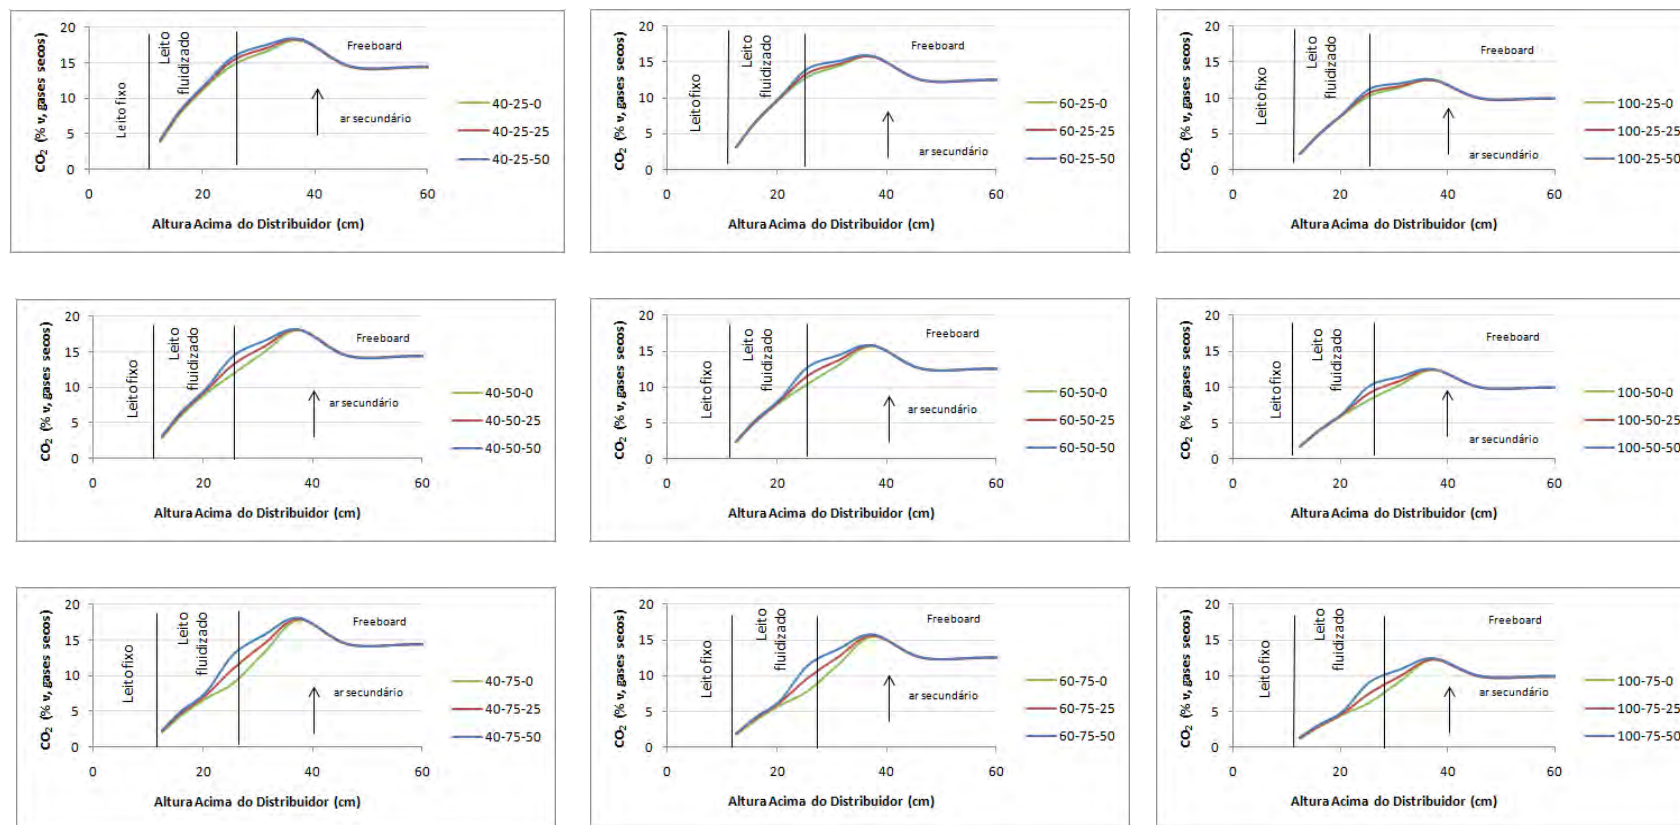 CO₂ (% v, gases secos)
20
15
10
5
0
0 20 40 60
Altura Acima do Distribuidor (cm)
Leito fixo
Leito
fluidizado
Freeboard
ar secundário
40-25-0
40-25-25
40-25-50
CO₂ (% v, gases secos)
20
15
10
5
0
0 20 40 60
Altura Acima do Distribuidor (cm)
Leito fixo
Leito
fluidizado
Freeboard
ar secundário
60-25-0
60-25-25
60-25-50
CO₂ (% v, gases secos)
20
15
10
5
0
0 20 40 60
Altura Acima do Distribuidor (cm)
Leito fixo
Leito
fluidizado
Freeboard
ar secundário
100-25-0
100-25-25
100-25-50
CO₂ (% v, gases secos)
20
15
10
5
0
0 20 40 60
Altura Acima do Distribuidor (cm)
Leito fixo
Leito
fluidizado
Freeboard
ar secundário
40-50-0
40-50-25
40-50-50
CO₂ (% v, gases secos)
20
15
10
5
0
0 20 40 60
Altura Acima do Distribuidor (cm)
Leito fixo
Leito
fluidizado
Freeboard
ar secundário
60-50-0
60-50-25
60-50-50
CO₂ (% v, gases secos)
20
15
10
5
0
0 20 40 60
Altura Acima do Distribuidor (cm)
Leito fixo
Leito
fluidizado
Freeboard
ar secundário
100-50-0
100-50-25
100-50-50
CO₂ (% v, gases secos)
20
15
10
5
0
0 20 40 60
Altura Acima do Distribuidor (cm)
Leito fixo
Leito
fluidizado
Freeboard
ar secundário
40-75-0
40-75-25
40-75-50
CO₂ (% v, gases secos)
20
15
10
5
0
0 20 40 60
Altura Acima do Distribuidor (cm)
Leito fixo
Leito
fluidizado
Freeboard
ar secundário
60-75-0
60-75-25
60-75-50
CO₂ (% v, gases secos)
20
15
10
5
0
0 20 40 60
Altura Acima do Distribuidor (cm)
Leito fixo
Leito
fluidizado
Freeboard
ar secundário
100-75-0
100-75-25
100-75-50